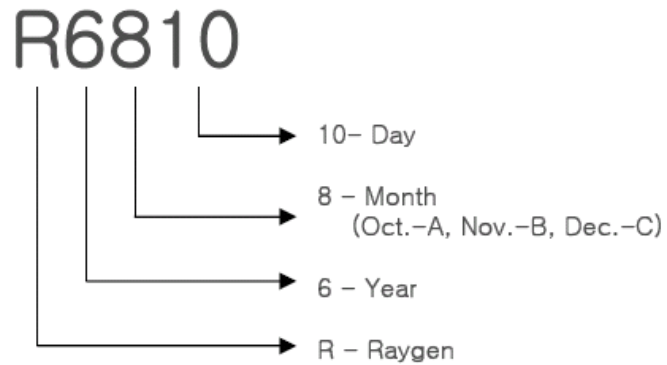 R6810
10- Day
8 - Month
(Oct.-A, Nov.-B, Dec.-C)
6 - Year
R - Raygen